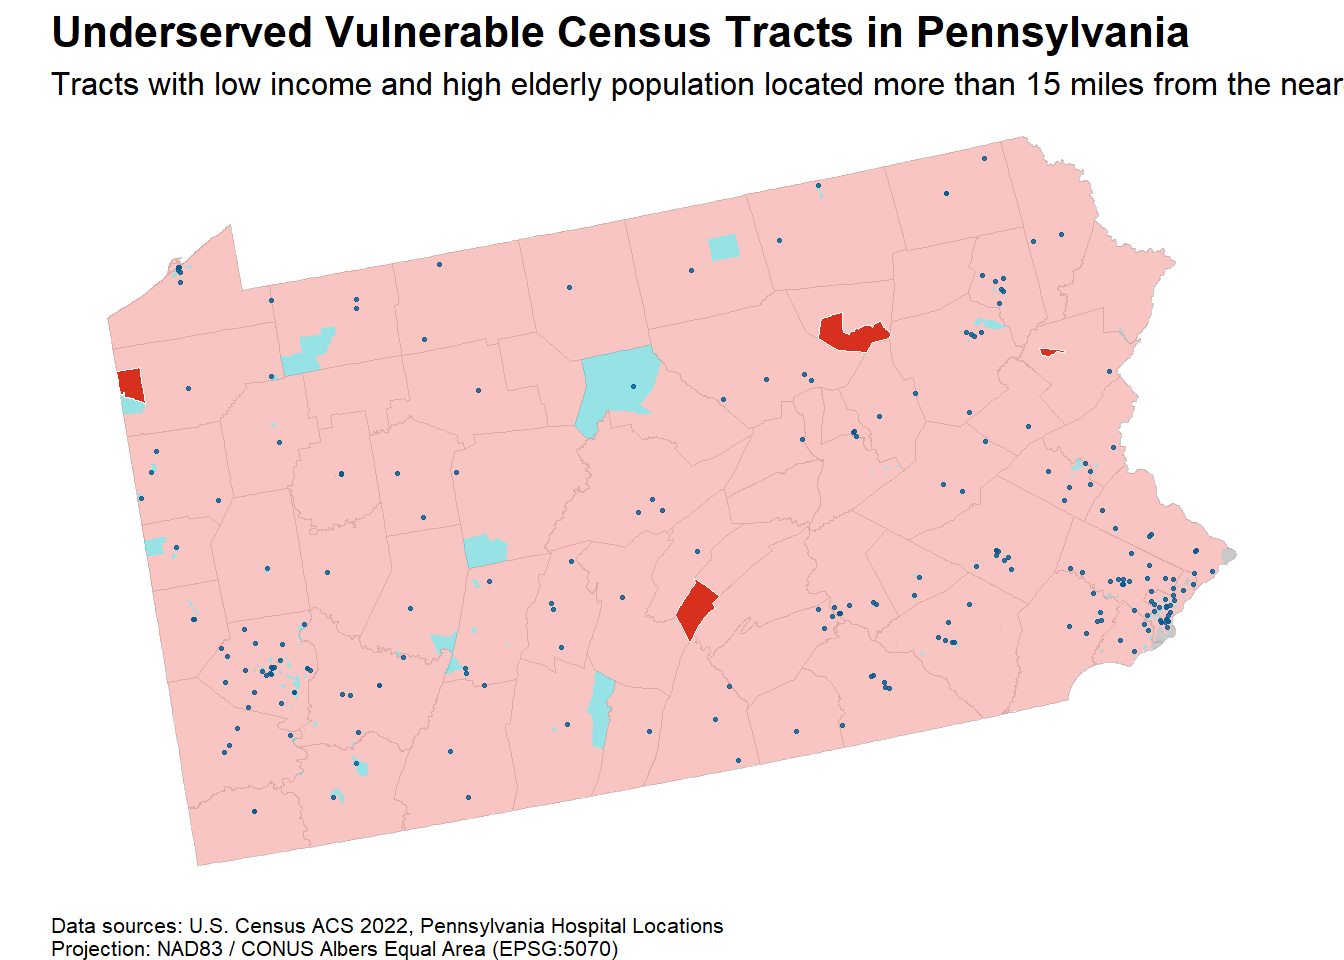 Underserved Vulnerable Census Tracts in Pennsylvania
Tracts with low income and high elderly population located more than 15 miles from the near
Data sources: U.S. Census ACS 2022, Pennsylvania Hospital Locations
Projection: NAD83 / CONUS Albers Equal Area (EPSG:5070)